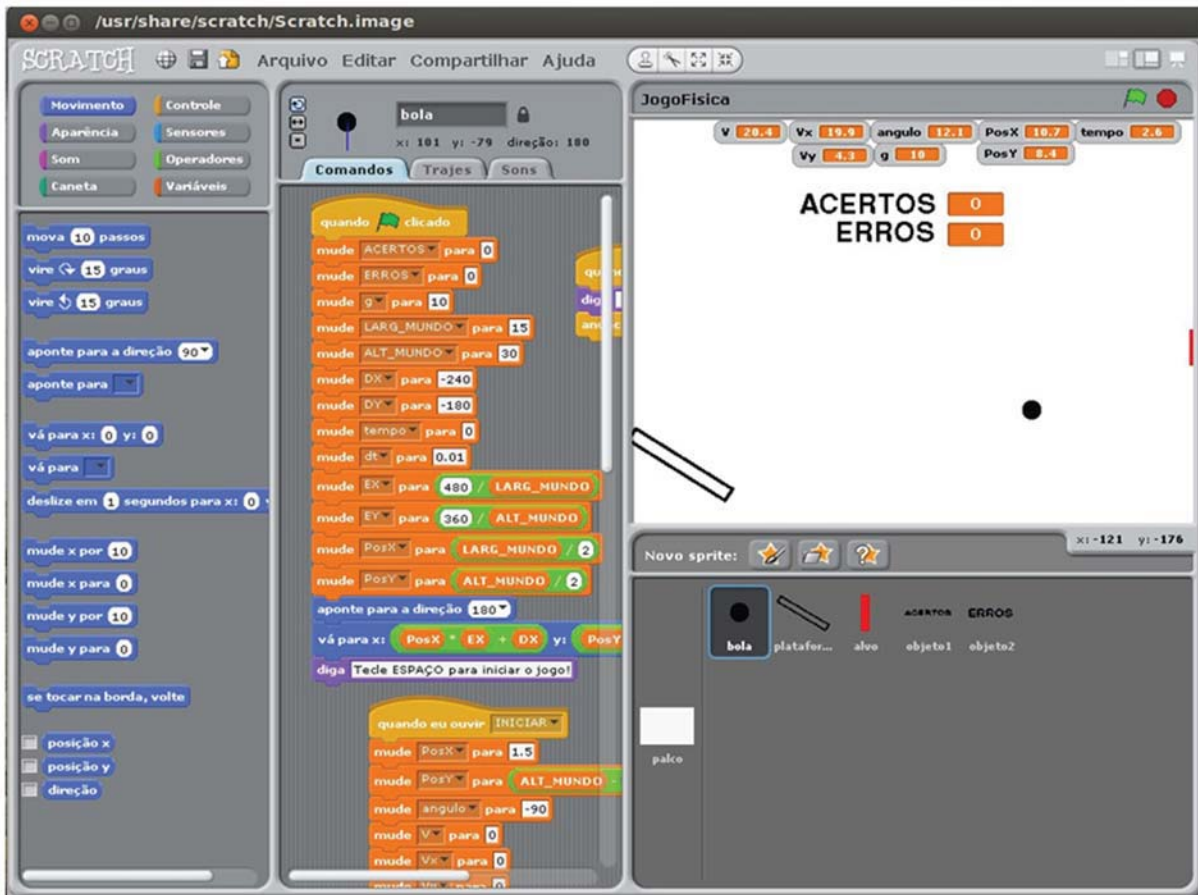 /usr/share/scratch/Scratch.image
SCRATCH Arquivo Editar Compartilhar Ajuda
Movimento Controle
Aparência Sensores
Som Operadores
Caneta Variáveis
mova 10 passos
vire 15 graus
vire 15 graus
aponte para a direção 90
aponte para
vá para x: 0 y: 0
vá para
deslize em 1 segundos para x: 0
mude x por 10
mude x para 0
mude y por 10
mude y para 0
se tocar na borda, volte
posição x
posição y
direção
bola
x: 101 y: -79 direção: 180
Comandos Trajes Sons
quando clicado
mude ACERTOS para 0
mude ERROS para 0
mude g para 10
mude LARG_MUNDO para 15
mude ALT_MUNDO para 30
mude DX para -240
mude DY para -180
mude tempo para 0
mude dt para 0.01
mude EX para 480 / LARG_MUNDO
mude EY para 360 / ALT_MUNDO
mude PosX para LARG_MUNDO / 2
mude PosY para ALT_MUNDO / 2
aponte para a direção 180
vá para x: PosX * EX + DX y: PosY
diga Tecle ESPAÇO para iniciar o jogo!
quando eu ouvir INICIAR
mude PosX para 1.5
mude PosY para ALT_MUNDO -
mude angulo para -90
mude V para 0
mude Vx para 0
JogoFisica
V 20.4 Vx 19.9 angulo 12.1 PosX 10.7 tempo 2.6
Vy 4.3 g 10 PosY 8.4
ACERTOS 0
ERROS 0
x: -121 y: -176
Novo sprite:
ACERTOS ERROS
bola platafor... alvo objeto1 objeto2
palco